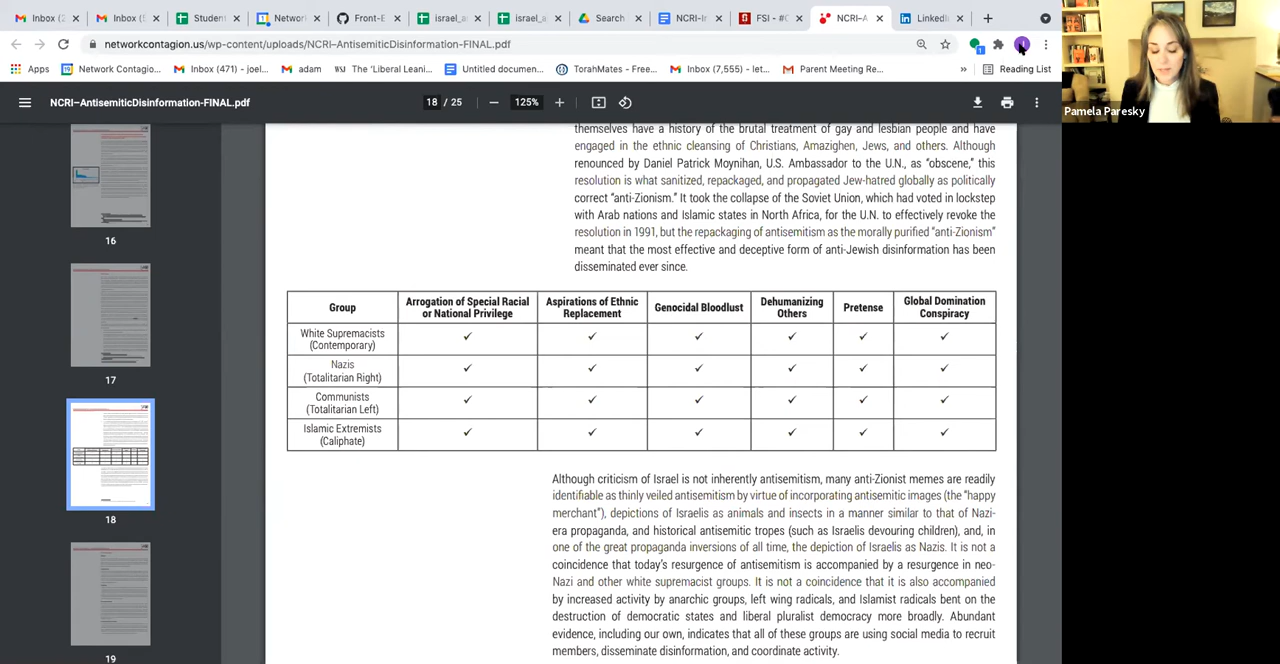 Inbox (2
Inbox (5
Student
Network
Front-E
israel_a
israel_a
Search
NCRI-In
FSI - #C
NCRI–A
LinkedIn
networkcontagion.us/wp-content/uploads/NCRI–AntisemiticDisinformation-FINAL.pdf
Apps
Network Contagio...
Inbox (471) - joel...
adam
The — Leani...
Untitled documen...
TorahMates - Free...
Inbox (7,555) - let...
Parent Meeting Re...
»
Reading List
NCRI–AntisemiticDisinformation-FINAL.pdf
18 / 25
125%
Pamela Paresky
16
17
18
19
themselves have a history of the brutal treatment of gay and lesbian people and have
engaged in the ethnic cleansing of Christians, Amazighen, Jews, and others. Although
renounced by Daniel Patrick Moynihan, U.S. Ambassador to the U.N., as “obscene,” this
resolution is what sanitized, repackaged, and propagated Jew-hatred globally as politically
correct “anti-Zionism.” It took the collapse of the Soviet Union, which had voted in lockstep
with Arab nations and Islamic states in North Africa, for the U.N. to effectively revoke the
resolution in 1991, but the repackaging of antisemitism as the morally purified “anti-Zionism”
meant that the most effective and deceptive form of anti-Jewish disinformation has been
disseminated ever since.
Group
Arrogation of Special Racial
or National Privilege
Aspirations of Ethnic
Replacement
Genocidal Bloodlust
Dehumanizing
Others
Pretense
Global Domination
Conspiracy
White Supremacists
(Contemporary)
✓ ✓ ✓ ✓ ✓ ✓
Nazis
(Totalitarian Right)
✓ ✓ ✓ ✓ ✓ ✓
Communists
(Totalitarian Left)
✓ ✓ ✓ ✓ ✓ ✓
Islamic Extremists
(Caliphate)
✓ ✓ ✓ ✓ ✓ ✓
Although criticism of Israel is not inherently antisemitism, many anti-Zionist memes are readily
identifiable as thinly veiled antisemitism by virtue of incorporating antisemitic images (the “happy
merchant”), depictions of Israelis as animals and insects in a manner similar to that of Nazi-
era propaganda, and historical antisemitic tropes (such as Israelis devouring children), and, in
one of the great propaganda inversions of all time, the depiction of Israelis as Nazis. It is not a
coincidence that today’s resurgence of antisemitism is accompanied by a resurgence in neo-
Nazi and other white supremacist groups. It is not a coincidence that it is also accompanied
by increased activity by anarchic groups, left wing radicals, and Islamist radicals bent on the
destruction of democratic states and liberal pluralist democracy more broadly. Abundant
evidence, including our own, indicates that all of these groups are using social media to recruit
members, disseminate disinformation, and coordinate activity.